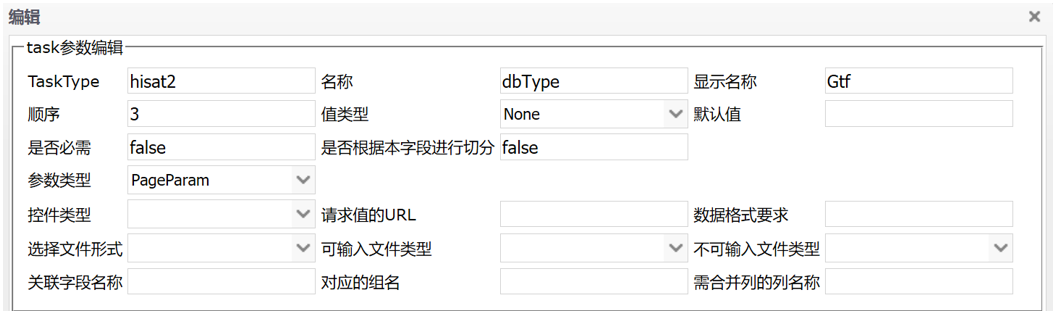 编辑
task参数编辑
TaskType hisat2 名称 dbType 显示名称 Gtf
顺序 3 值类型 None 默认值
是否必需 false 是否根据本字段进行切分 false
参数类型 PageParam
控件类型 请求值的URL 数据格式要求
选择文件形式 可输入文件类型 不可输入文件类型
关联字段名称 对应的组名 需合并列的列名称